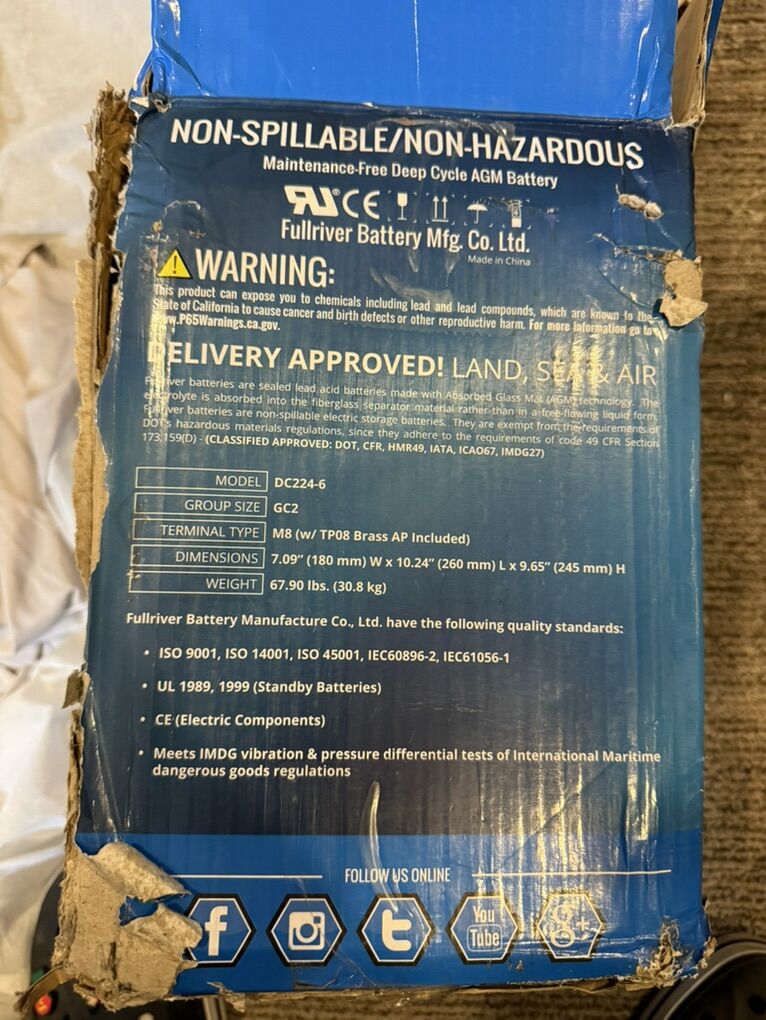 NON-SPILLABLE/NON-HAZARDOUS
Maintenance-Free Deep Cycle AGM Battery
RU® CE
Fullriver Battery Mfg. Co. Ltd.
Made in China
WARNING:
This product can expose you to chemicals including lead and lead compounds, which are known to the
State of California to cause cancer and birth defects or other reproductive harm. For more information go to
www.P65Warnings.ca.gov.
DELIVERY APPROVED! LAND, SEA & AIR
Fullriver batteries are sealed lead acid batteries made with Absorbed Glass Mat (AGM) technology. The
electrolyte is absorbed into the fiberglass separator material rather than in a free-flowing liquid form.
Fullriver batteries are non-spillable electric storage batteries. They are exempt from the requirements of
DOT's hazardous materials regulations, since they adhere to the requirements of code 49 CFR Section
173,159(D) - (CLASSIFIED APPROVED: DOT, CFR, HMR49, IATA, ICAO67, IMDG27)
MODEL DC224-6
GROUP SIZE GC2
TERMINAL TYPE M8 (w/ TP08 Brass AP Included)
DIMENSIONS 7.09" (180 mm) W x 10.24" (260 mm) L x 9.65" (245 mm) H
WEIGHT 67.90 lbs. (30.8 kg)
Fullriver Battery Manufacture Co., Ltd. have the following quality standards:
• ISO 9001, ISO 14001, ISO 45001, IEC60896-2, IEC61056-1
• UL 1989, 1999 (Standby Batteries)
• CE (Electric Components)
• Meets IMDG vibration & pressure differential tests of International Maritime
dangerous goods regulations
FOLLOW US ONLINE
f t You Tube g+